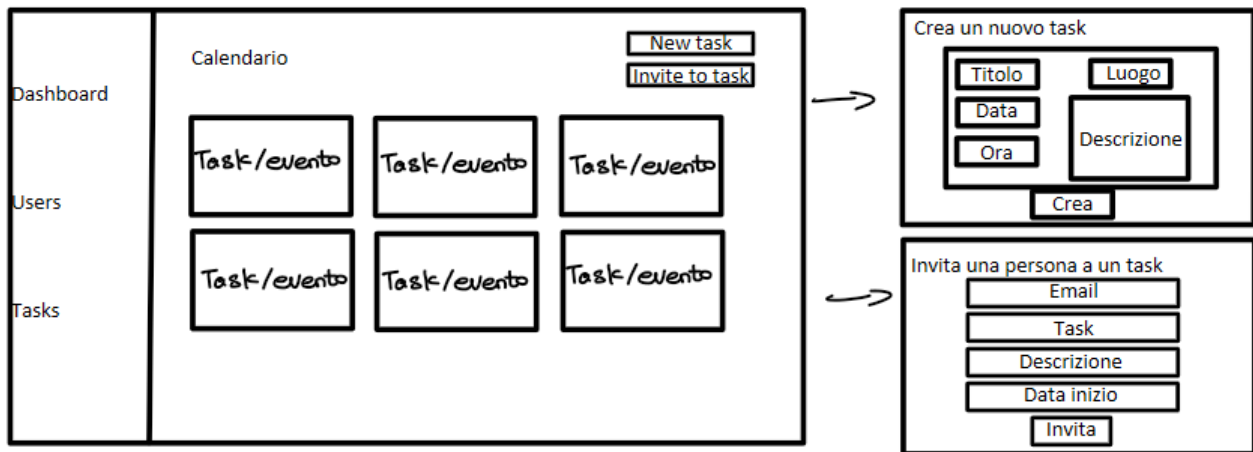 Dashboard
Users
Tasks
Calendario
New task
Invite to task
Task/evento
Task/evento
Task/evento
Task/evento
Task/evento
Task/evento
Crea un nuovo task
Titolo
Luogo
Data
Descrizione
Ora
Crea
Invita una persona a un task
Email
Task
Descrizione
Data inizio
Invita